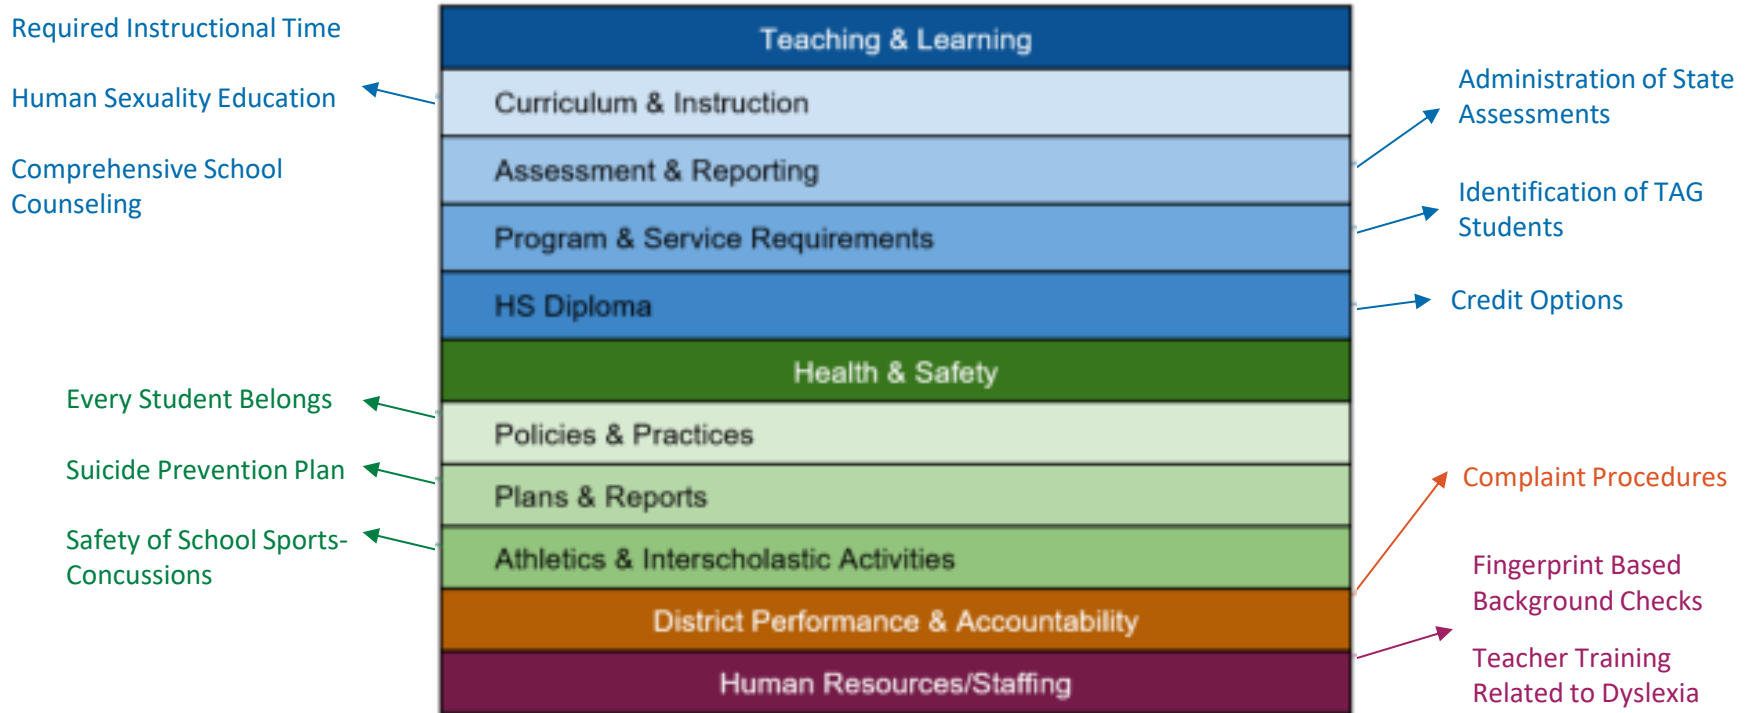 Required Instructional Time
Human Sexuality Education
Comprehensive School
Counseling
Every Student Belongs
Suicide Prevention Plan
Safety of School Sports-
Concussions
Teaching & Learning
Curriculum & Instruction
Assessment & Reporting
Program & Service Requirements
HS Diploma
Health & Safety
Policies & Practices
Plans & Reports
Athletics & Interscholastic Activities
District Performance & Accountability
Human Resources/Staffing
Administration of State
Assessments
Identification of TAG
Students
Credit Options
Complaint Procedures
Fingerprint Based
Background Checks
Teacher Training
Related to Dyslexia